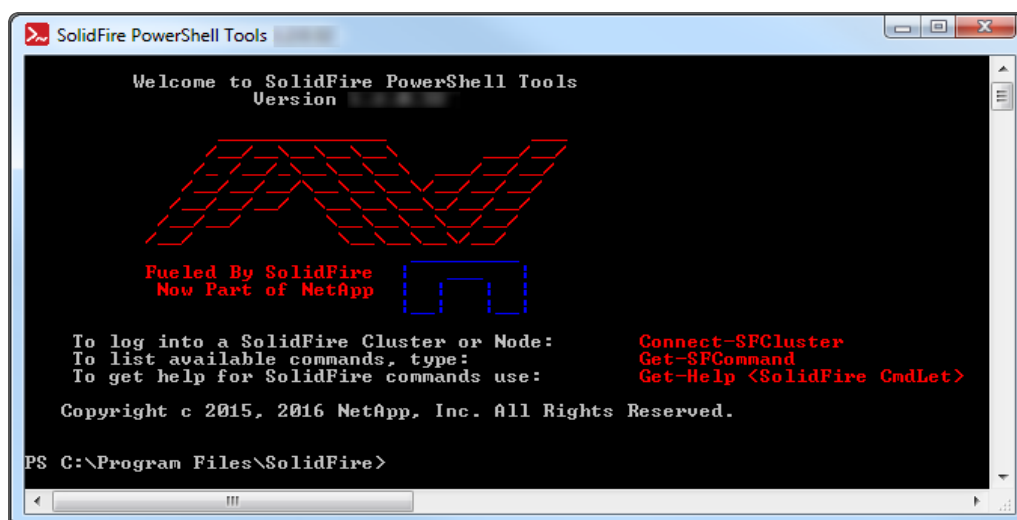 SolidFire PowerShell Tools
Welcome to SolidFire PowerShell Tools
Version
Fueled By SolidFire
Now Part of NetApp
To log into a SolidFire Cluster or Node: Connect-SFCluster
To list available commands, type: Get-SFCommand
To get help for SolidFire commands use: Get-Help <SolidFire CmdLet>
Copyright c 2015, 2016 NetApp, Inc. All Rights Reserved.
PS C:\Program Files\SolidFire>